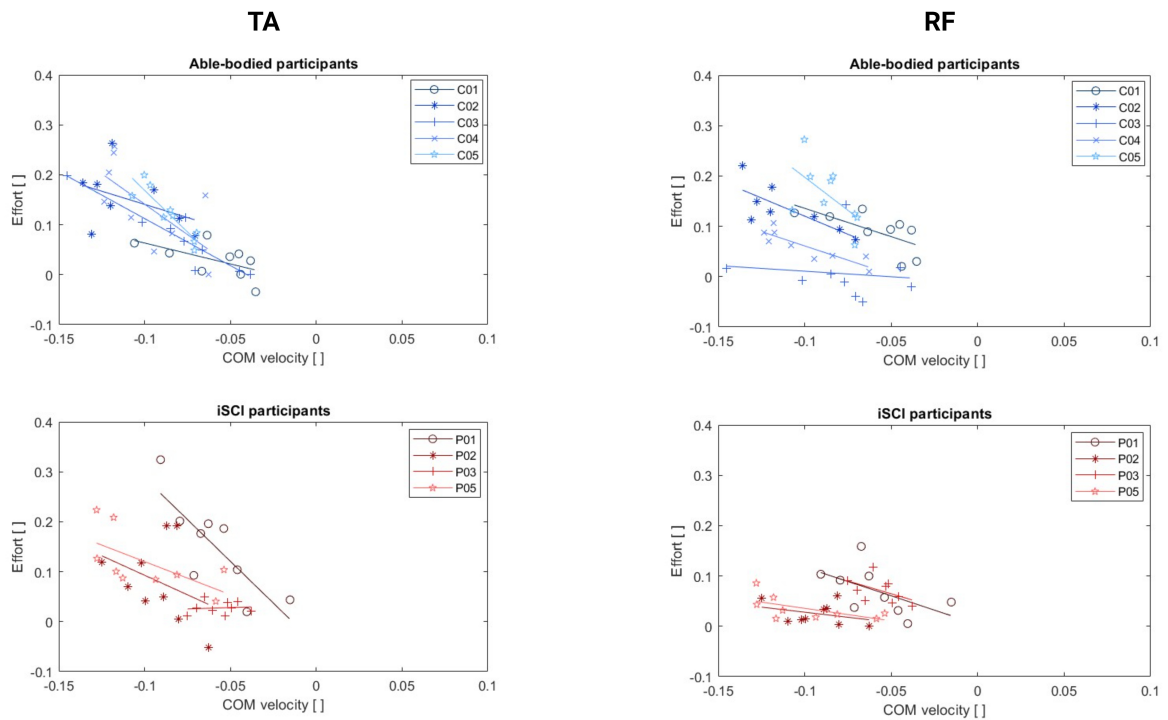 TA
RF
Able-bodied participants
0.4
0.3
0.2
0.1
0
-0.1
Effort [ ]
-0.15
-0.1
-0.05
0
0.05
0.1
COM velocity [ ]
C01
C02
C03
C04
C05
Able-bodied participants
0.4
0.3
0.2
0.1
0
-0.1
Effort [ ]
-0.15
-0.1
-0.05
0
0.05
0.1
COM velocity [ ]
C01
C02
C03
C04
C05
iSCI participants
0.4
0.3
0.2
0.1
0
-0.1
Effort [ ]
-0.15
-0.1
-0.05
0
0.05
0.1
COM velocity [ ]
P01
P02
P03
P05
iSCI participants
0.4
0.3
0.2
0.1
0
-0.1
Effort [ ]
-0.15
-0.1
-0.05
0
0.05
0.1
COM velocity [ ]
P01
P02
P03
P05